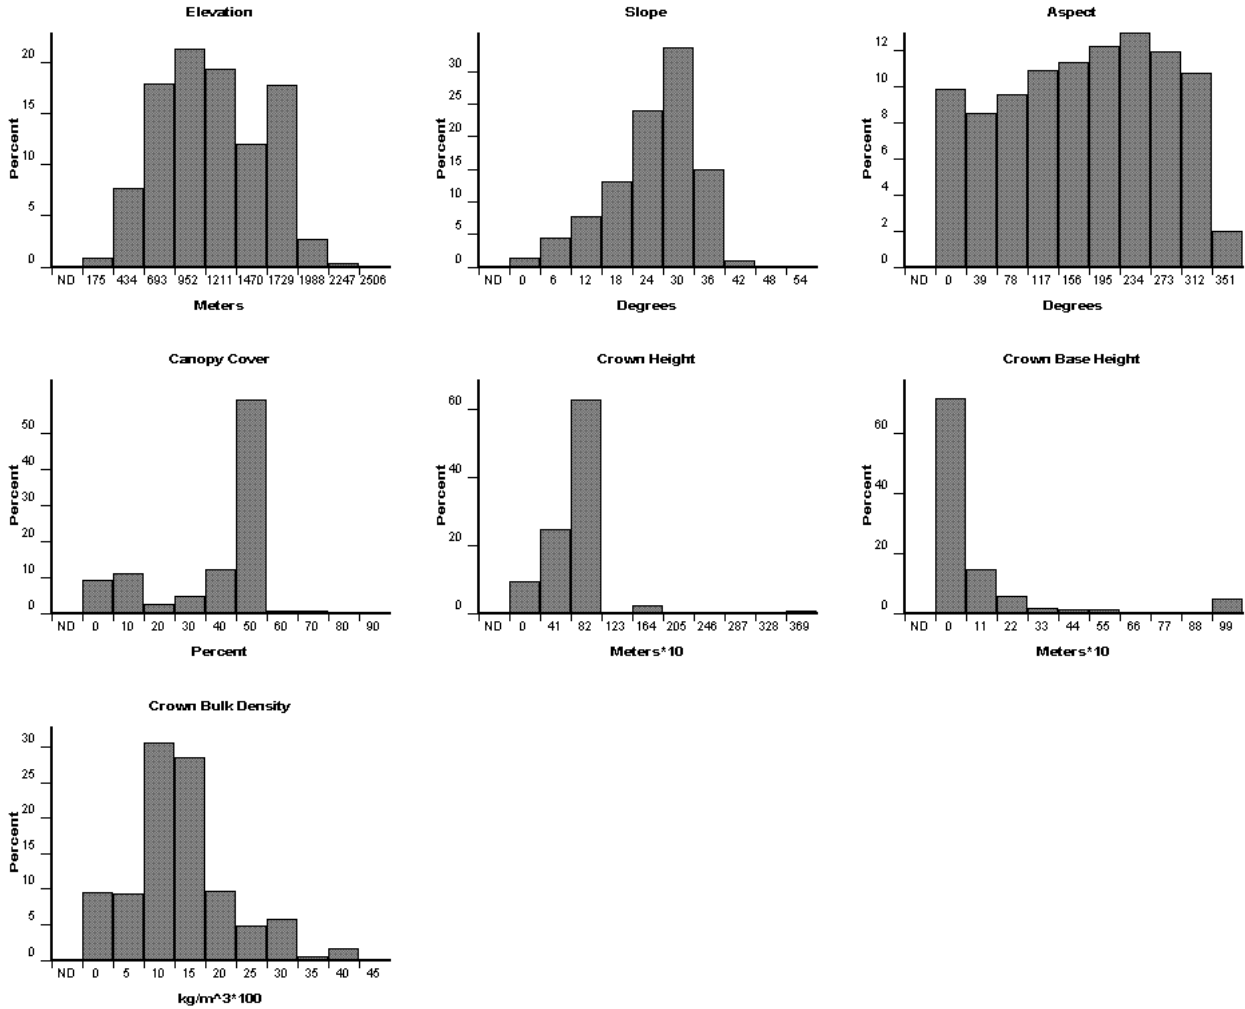 Elevation
Percent
20
15
10
5
0
ND 175 434 693 952 1211 1470 1729 1988 2247 2506
Meters
Slope
Percent
30
25
20
15
10
5
0
ND 0 6 12 18 24 30 36 42 48 54
Degrees
Aspect
Percent
12
10
8
6
4
2
0
ND 0 39 78 117 156 195 234 273 312 351
Degrees
Canopy Cover
Percent
50
40
30
20
10
0
ND 0 10 20 30 40 50 60 70 80 90
Percent
Crown Height
Percent
60
40
20
0
ND 0 41 82 123 164 205 246 287 328 369
Meters*10
Crown Base Height
Percent
60
40
20
0
ND 0 11 22 33 44 55 66 77 88 99
Meters*10
Crown Bulk Density
Percent
30
25
20
15
10
5
0
ND 0 5 10 15 20 25 30 35 40 45
kg/m^3*100